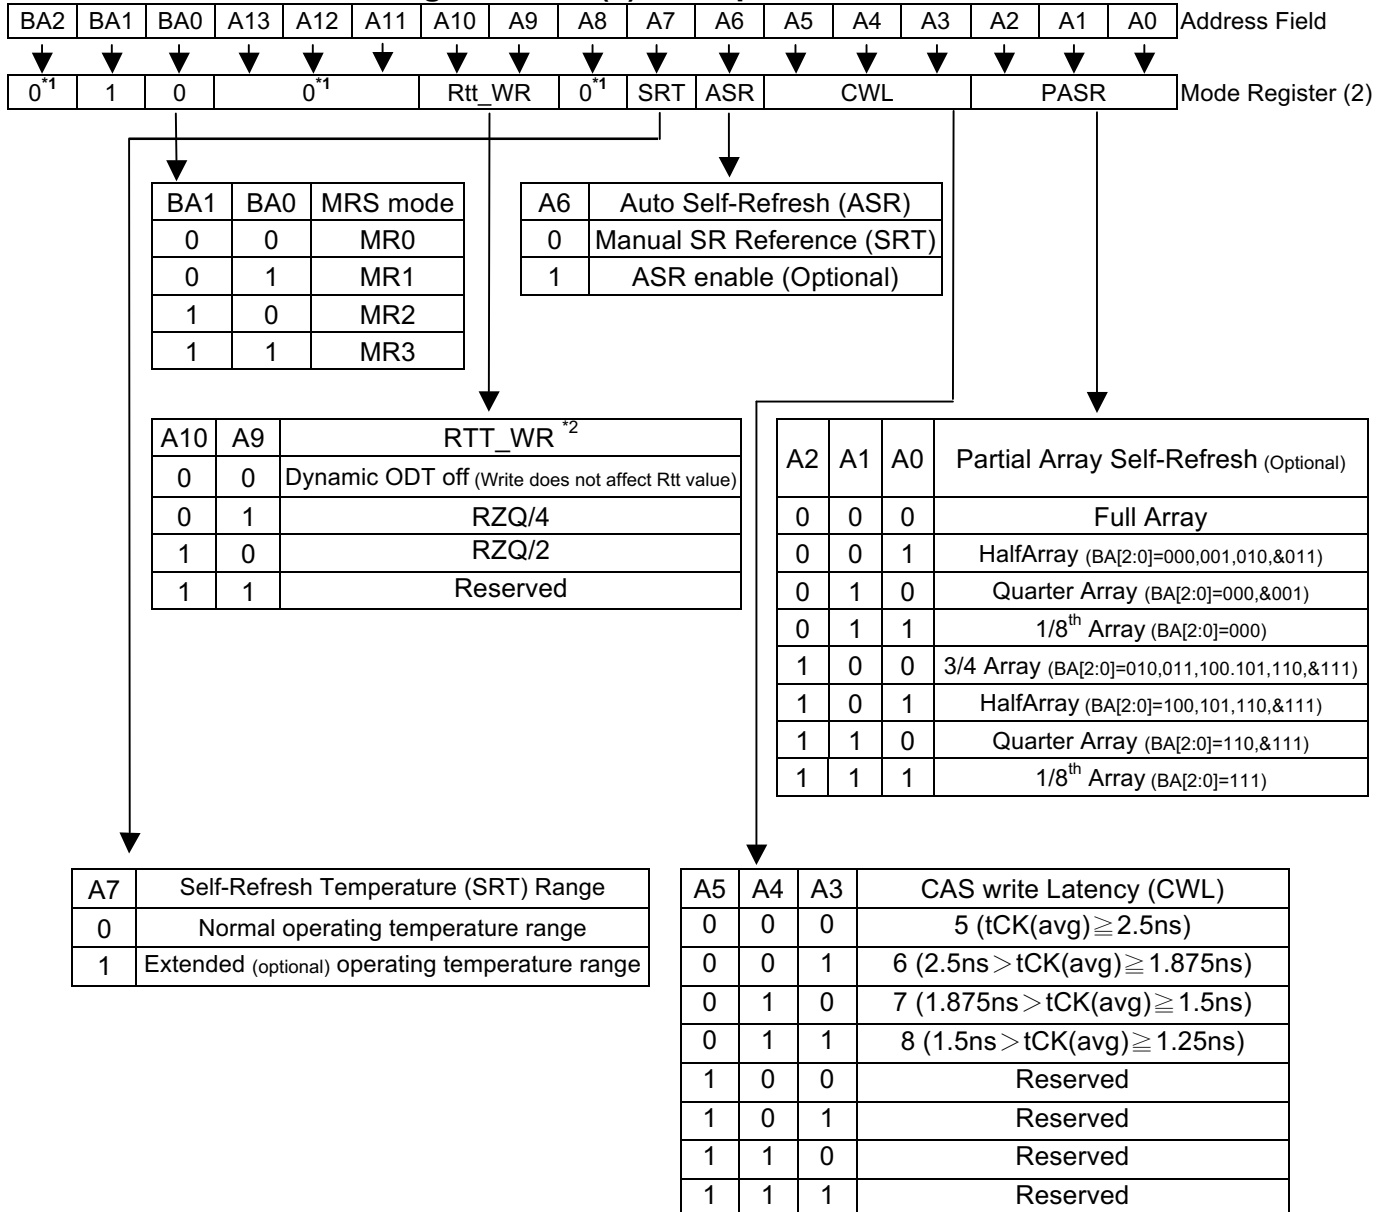 BA2 BA1 BA0 A13 A12 A11 A10 A9 A8 A7 A6 A5 A4 A3 A2 A1 A0 Address Field
0*1 1 0 0*1 Rtt_WR 0*1 SRT ASR CWL PASR Mode Register (2)
BA1 BA0 MRS mode
0 0 MR0
0 1 MR1
1 0 MR2
1 1 MR3
A6 Auto Self-Refresh (ASR)
0 Manual SR Reference (SRT)
1 ASR enable (Optional)
A10 A9 RTT_WR *2
0 0 Dynamic ODT off (Write does not affect Rtt value)
0 1 RZQ/4
1 0 RZQ/2
1 1 Reserved
A2 A1 A0 Partial Array Self-Refresh (Optional)
0 0 0 Full Array
0 0 1 HalfArray (BA[2:0]=000,001,010,&011)
0 1 0 Quarter Array (BA[2:0]=000,&001)
0 1 1 1/8th Array (BA[2:0]=000)
1 0 0 3/4 Array (BA[2:0]=010,011,100.101,110,&111)
1 0 1 HalfArray (BA[2:0]=100,101,110,&111)
1 1 0 Quarter Array (BA[2:0]=110,&111)
1 1 1 1/8th Array (BA[2:0]=111)
A7 Self-Refresh Temperature (SRT) Range
0 Normal operating temperature range
1 Extended (optional) operating temperature range
A5 A4 A3 CAS write Latency (CWL)
0 0 0 5 (tCK(avg)≧2.5ns)
0 0 1 6 (2.5ns>tCK(avg)≧1.875ns)
0 1 0 7 (1.875ns>tCK(avg)≧1.5ns)
0 1 1 8 (1.5ns>tCK(avg)≧1.25ns)
1 0 0 Reserved
1 0 1 Reserved
1 1 0 Reserved
1 1 1 Reserved